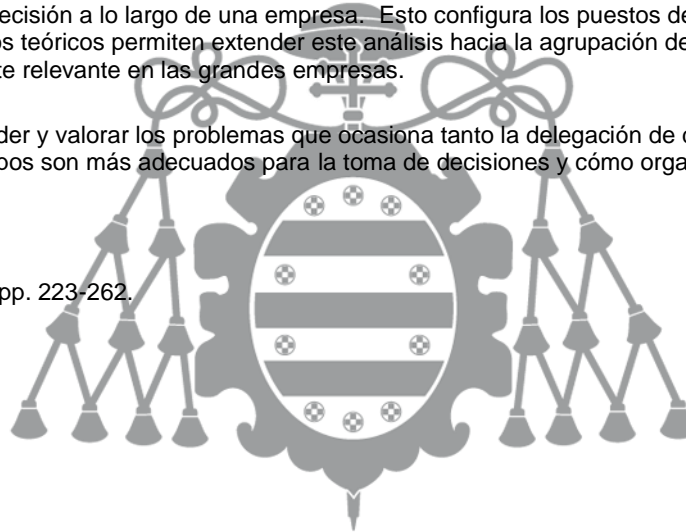 ecisión a lo largo de una empresa. Esto configura los puestos de
os teóricos permiten extender este análisis hacia la agrupación de
te relevante en las grandes empresas.
der y valorar los problemas que ocasiona tanto la delegación de
pos son más adecuados para la toma de decisiones y cómo orga
pp. 223-262.